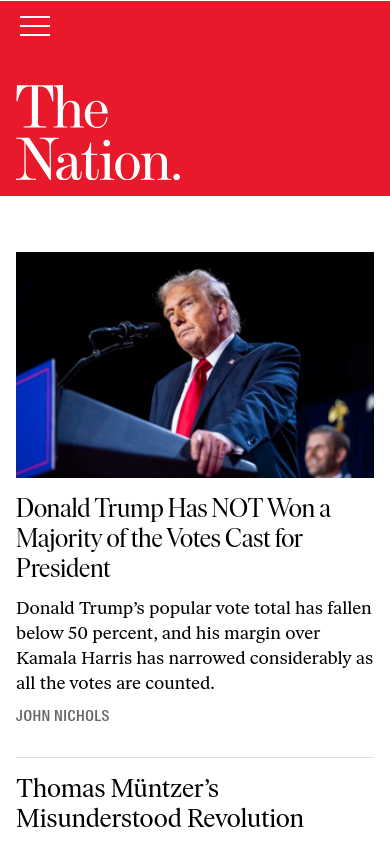 The
Nation.
Donald Trump Has NOT Won a
Majority of the Votes Cast for
President
Donald Trump’s popular vote total has fallen
below 50 percent, and his margin over
Kamala Harris has narrowed considerably as
all the votes are counted.
JOHN NICHOLS
Thomas Müntzer’s
Misunderstood Revolution